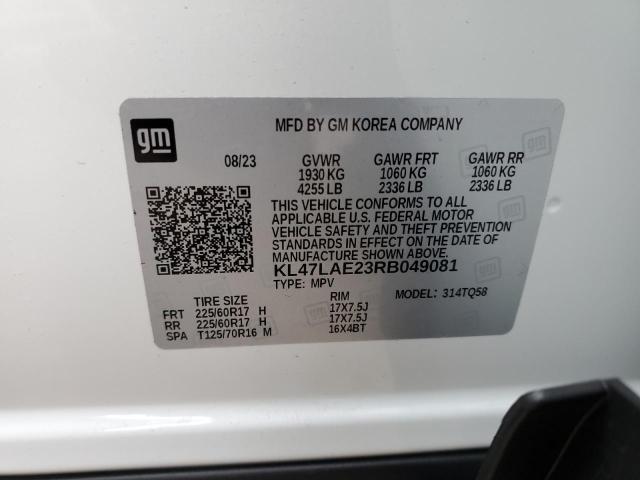 gm
MFD BY GM KOREA COMPANY
08/23 GVWR GAWR FRT GAWR RR
1930 KG 1060 KG 1060 KG
4255 LB 2336 LB 2336 LB
THIS VEHICLE CONFORMS TO ALL
APPLICABLE U.S. FEDERAL MOTOR
VEHICLE SAFETY AND THEFT PREVENTION
STANDARDS IN EFFECT ON THE DATE OF
MANUFACTURE SHOWN ABOVE.
KL47LAE23RB049081
TYPE: MPV MODEL: 314TQ58
TIRE SIZE RIM
FRT 225/60R17 H 17X7.5J
RR 225/60R17 H 17X7.5J
SPA T125/70R16 M 16X4BT